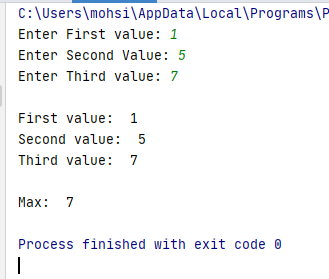 C:\Users\mohsi\AppData\Local\Programs\P
Enter First value: 1
Enter Second Value: 5
Enter Third value: 7
First value:  1
Second value:  5
Third value:  7
Max:  7
Process finished with exit code 0